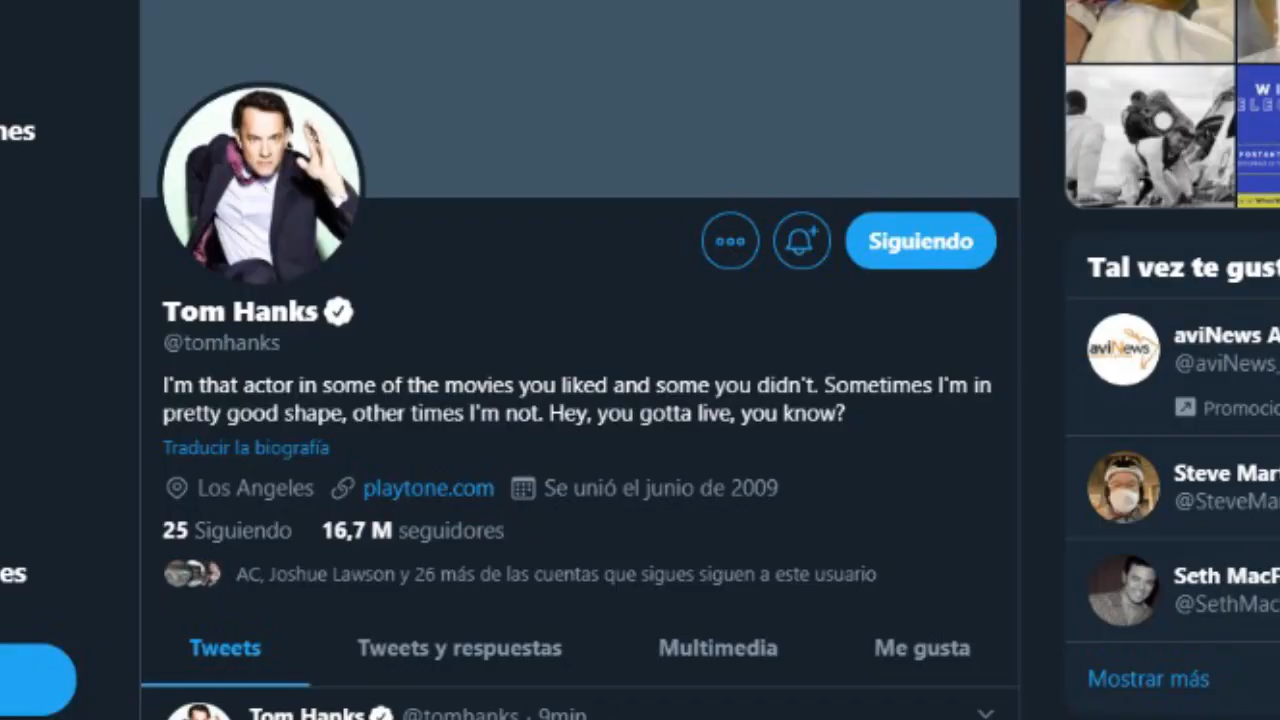 nes
es
Siguiendo
Tom Hanks
@tomhanks
I'm that actor in some of the movies you liked and some you didn't. Sometimes I'm in
pretty good shape, other times I'm not. Hey, you gotta live, you know?
Traducir la biografía
Los Angeles playtone.com Se unió el junio de 2009
25 Siguiendo 16,7 M seguidores
AC, Joshue Lawson y 26 más de las cuentas que sigues siguen a este usuario
Tweets Tweets y respuestas Multimedia Me gusta
Tom Hanks @tomhanks · 9min
Tal vez te gust
aviNews
aviNews A
@aviNews_
Promocio
Steve Mar
@SteveMa
Seth MacF
@SethMac
Mostrar más